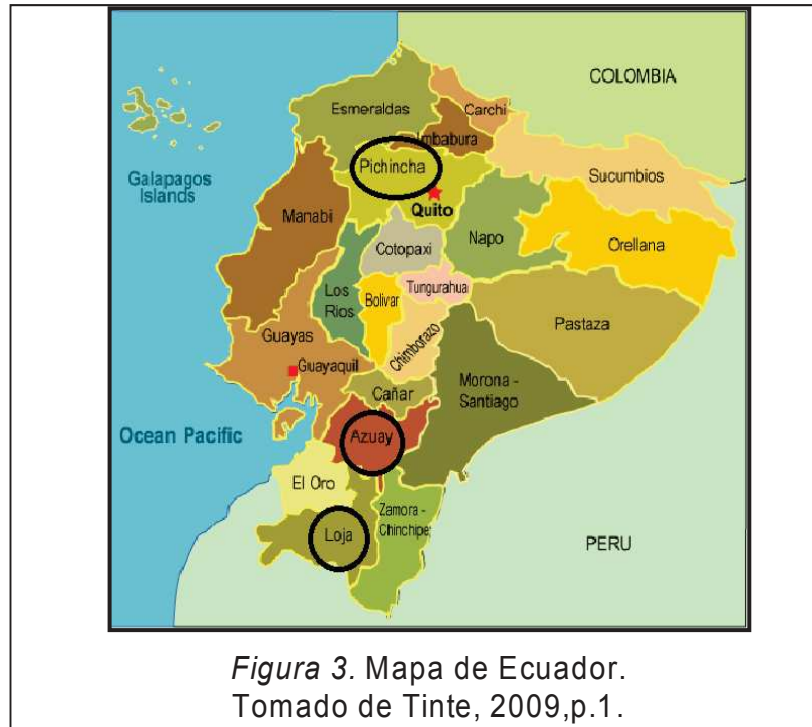 COLOMBIA
Esmeraldas
Carchi
Imbabura
Pichincha
Sucumbios
Galapagos
Islands
Manabi
Quito
Napo
Orellana
Cotopaxi
Los
Rios
Bolivar
Tungurahua
Chimborazo
Pastaza
Guayas
Guayaquil
Morona -
Santiago
Cañar
Ocean Pacific
Azuay
El Oro
Zamora -
Chinchipe
Loja
PERU
Figura 3. Mapa de Ecuador.
Tomado de Tinte, 2009,p.1.